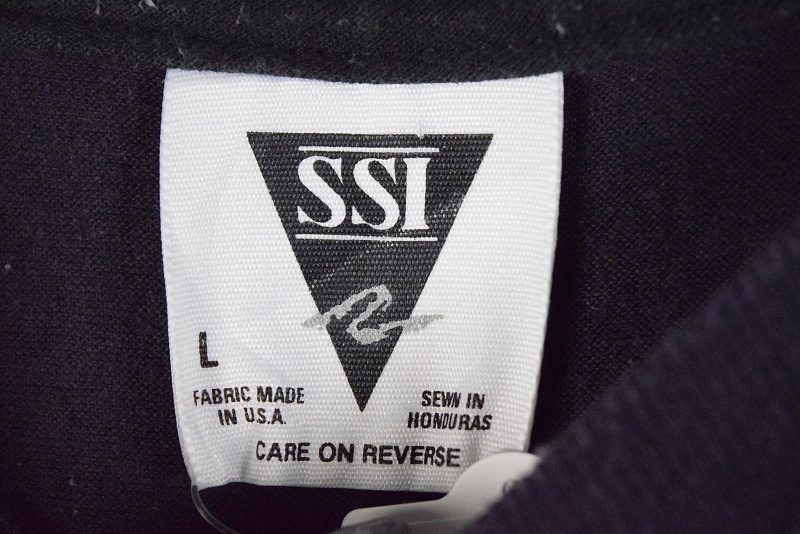 SSI
L
FABRIC MADE
IN U.S.A.
SEWN IN
HONDURAS
CARE ON REVERSE